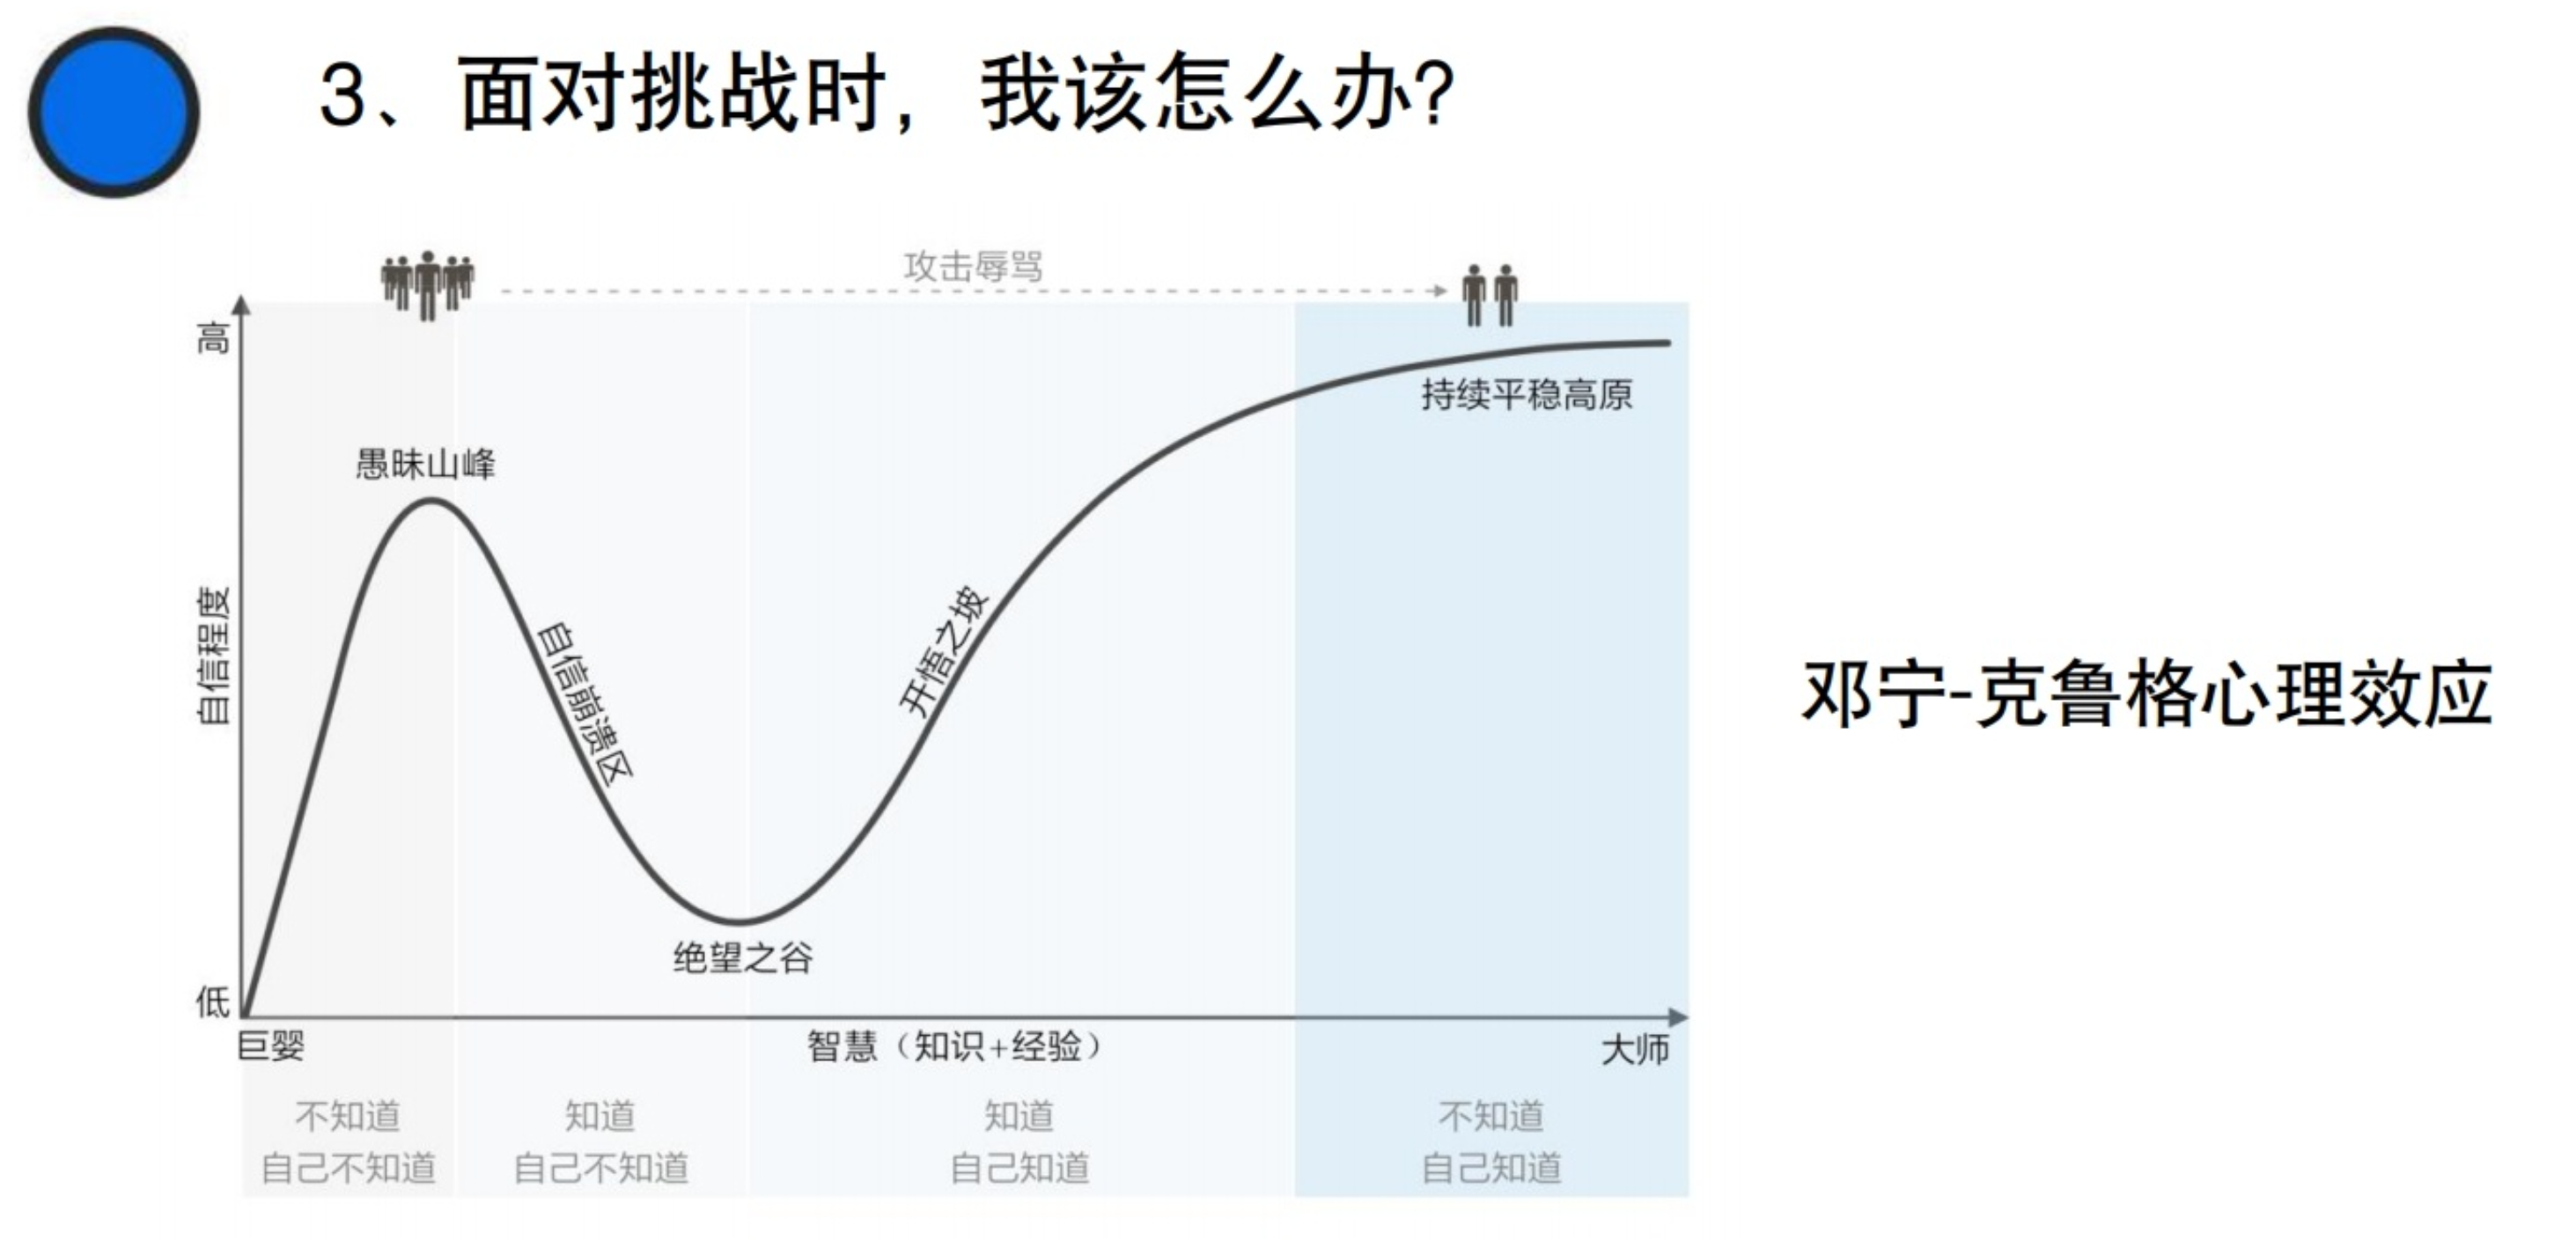 3、面对挑战时，我该怎么办？
攻击辱骂
高
持续平稳高原
愚昧山峰
自信程度
自信崩溃区
开悟之坡
邓宁-克鲁格心理效应
绝望之谷
低
巨婴
智慧（知识+经验）
大师
不知道
自己不知道
知道
自己不知道
知道
自己知道
不知道
自己知道